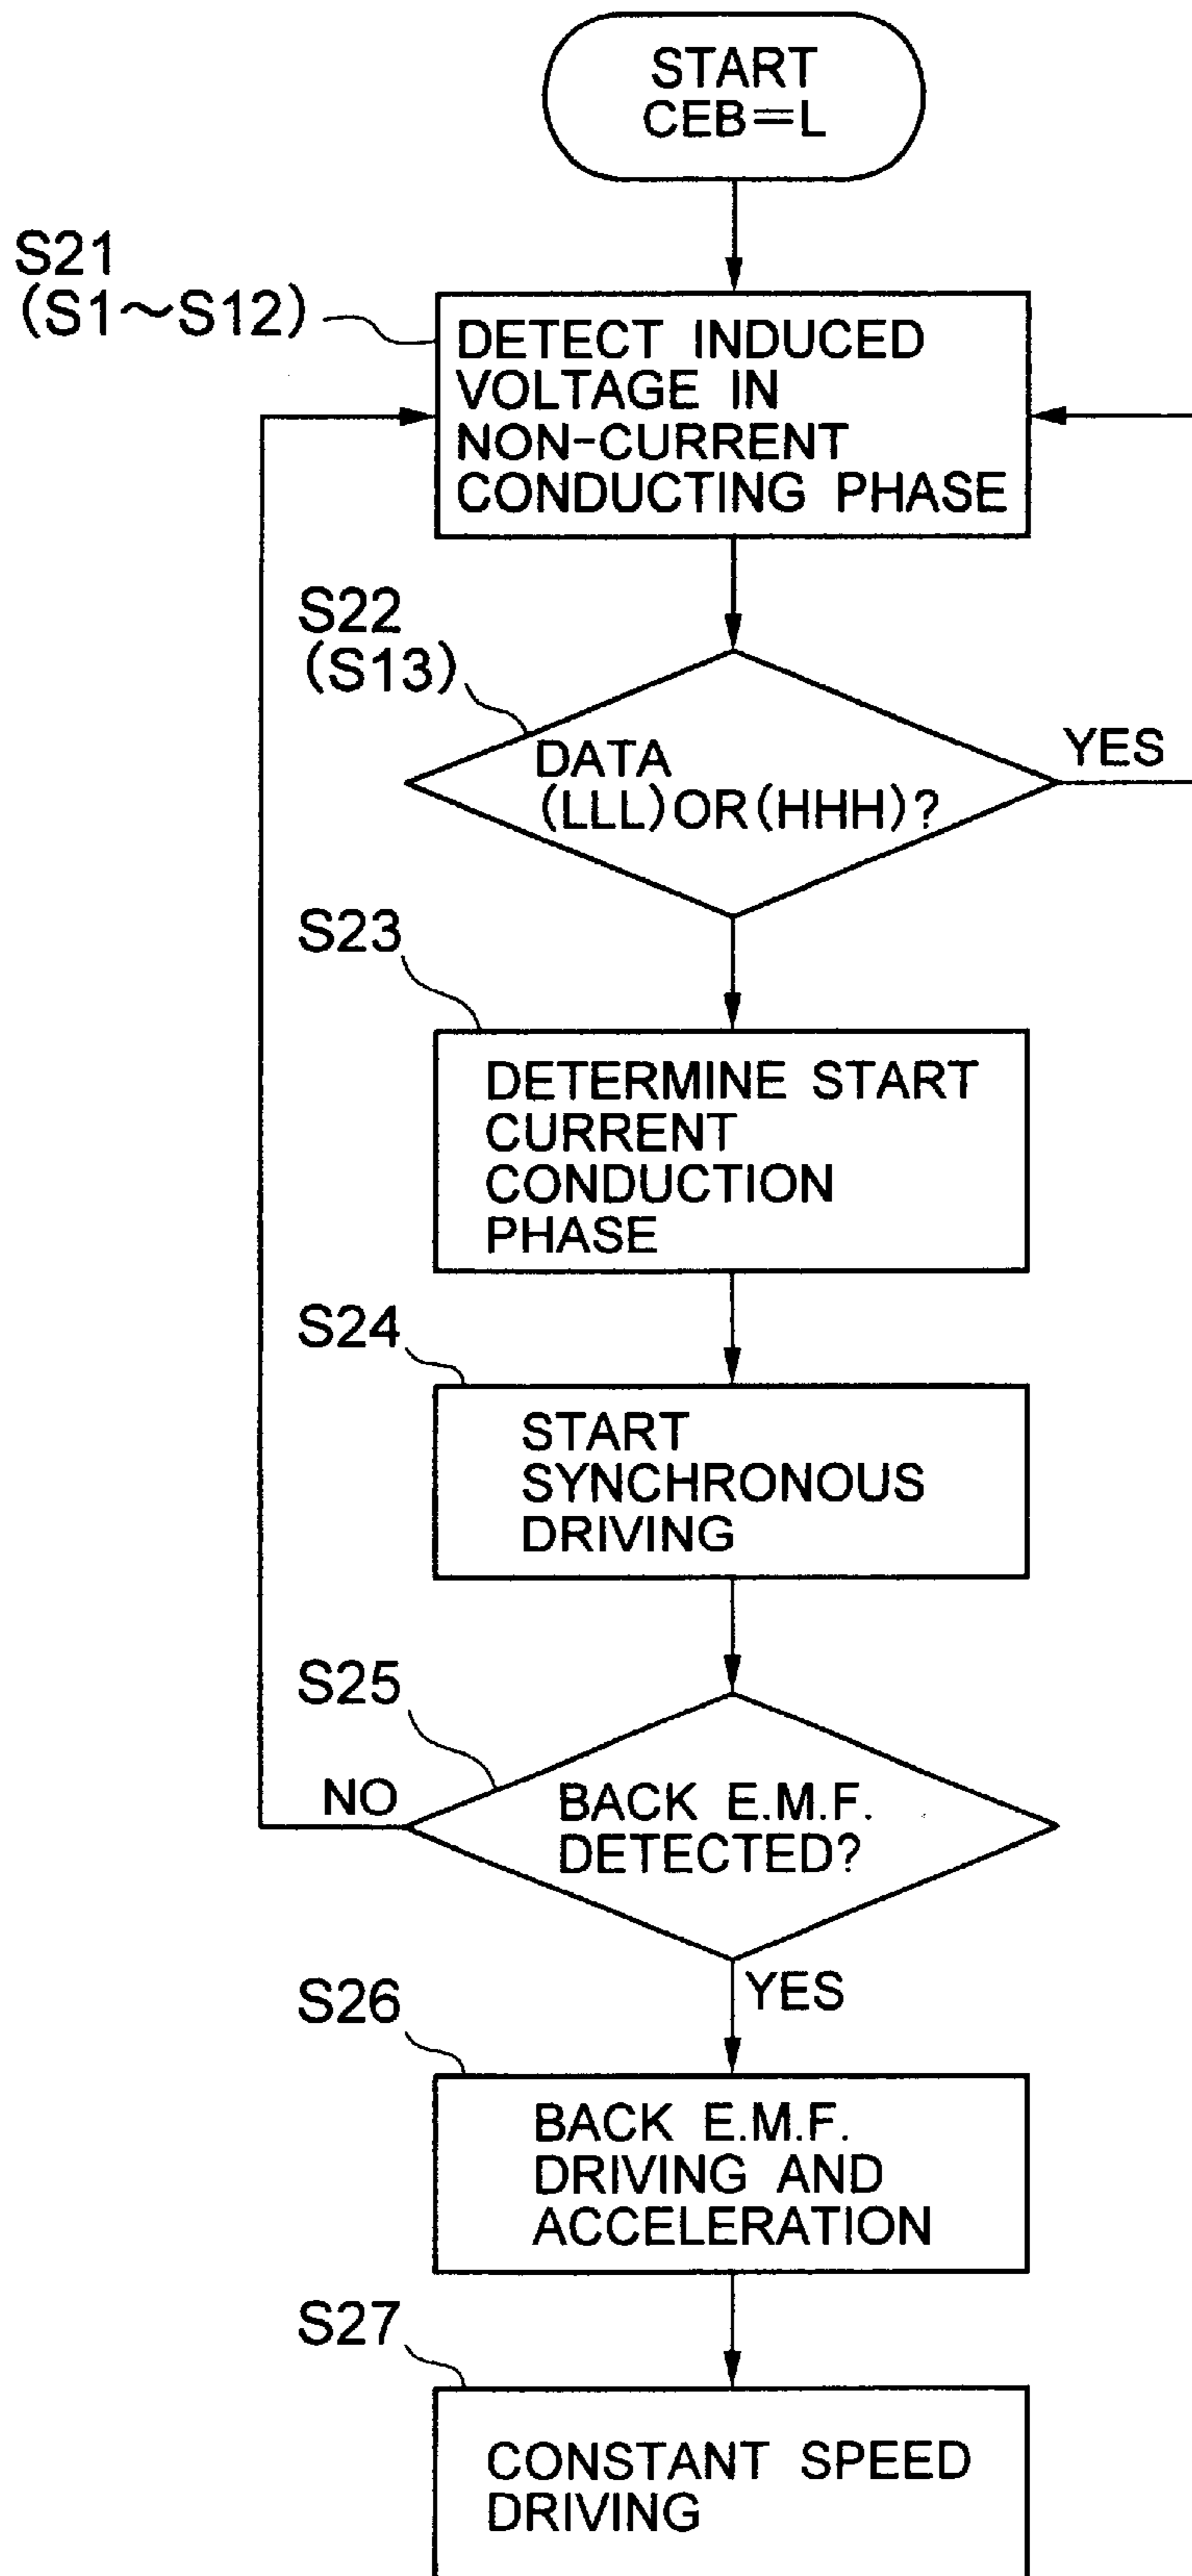 START
CEB=L
S21
(S1～S12)
DETECT INDUCED
VOLTAGE IN
NON-CURRENT
CONDUCTING PHASE
S22
(S13)
DATA
(LLL)OR(HHH)?
YES
S23
DETERMINE START
CURRENT
CONDUCTION
PHASE
S24
START
SYNCHRONOUS
DRIVING
S25
NO
BACK E.M.F.
DETECTED?
YES
S26
BACK E.M.F.
DRIVING AND
ACCELERATION
S27
CONSTANT SPEED
DRIVING